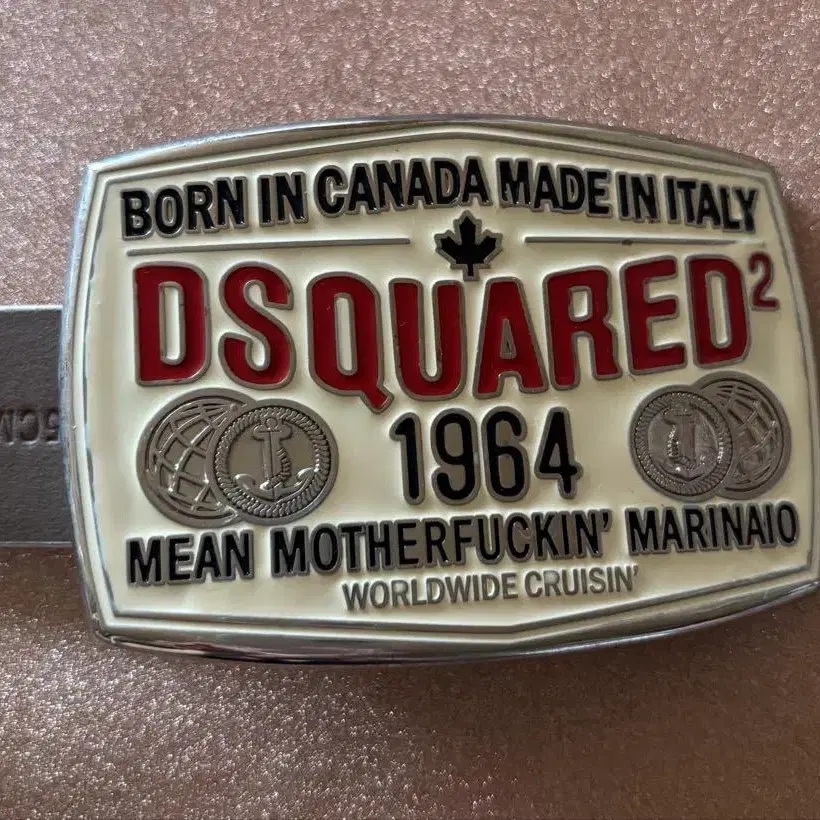 BORN IN CANADA MADE IN ITALY
DSQUARED²
1964
MEAN MOTHERFUCKIN' MARINAIO
WORLDWIDE CRUISIN'